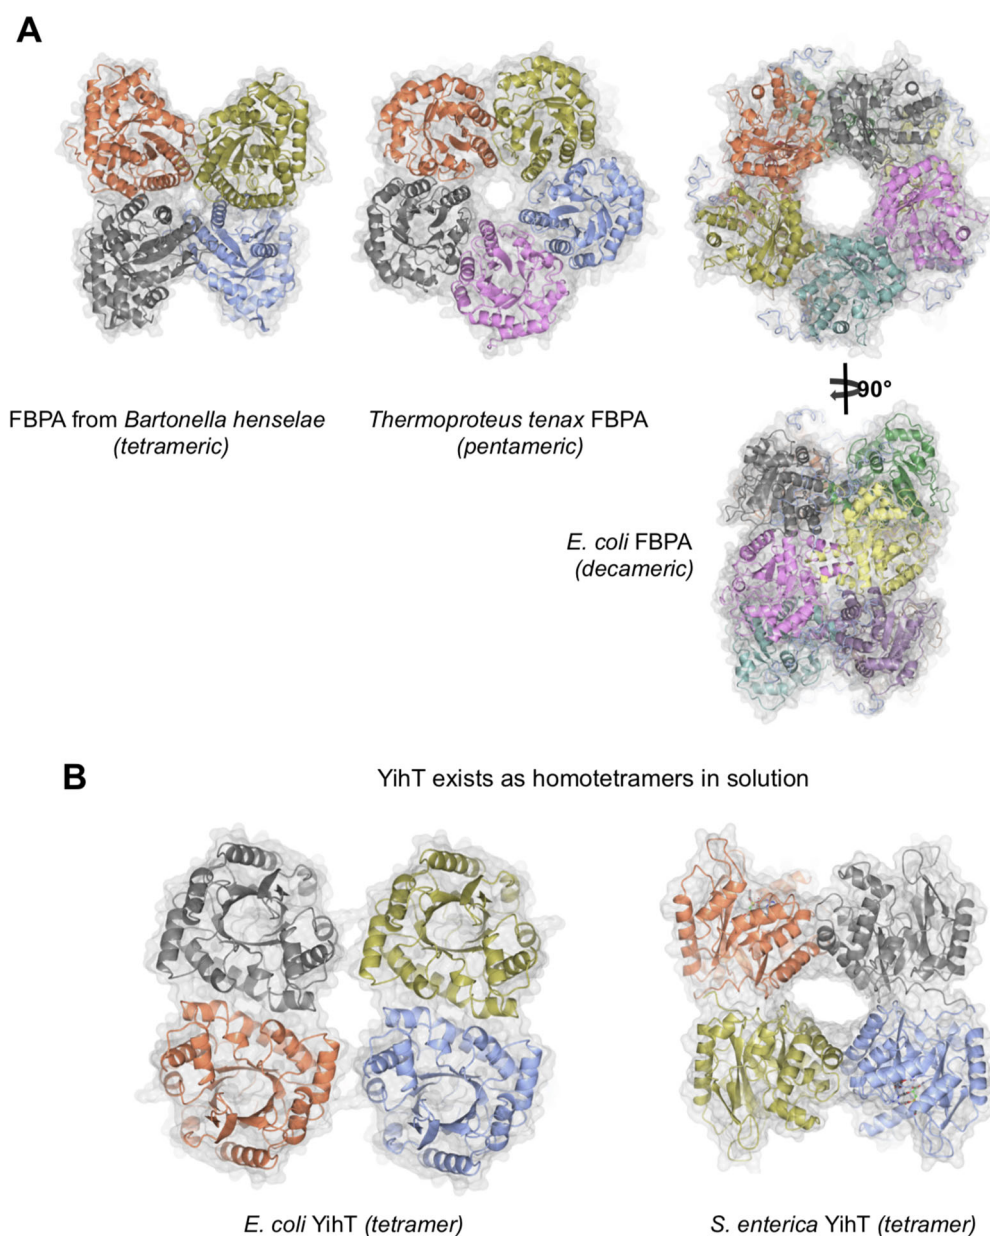 A
FBPA from Bartonella henselae
(tetrameric)
Thermoproteus tenax FBPA
(pentameric)
90°
E. coli FBPA
(decameric)
B
YihT exists as homotetramers in solution
E. coli YihT (tetramer)
S. enterica YihT (tetramer)